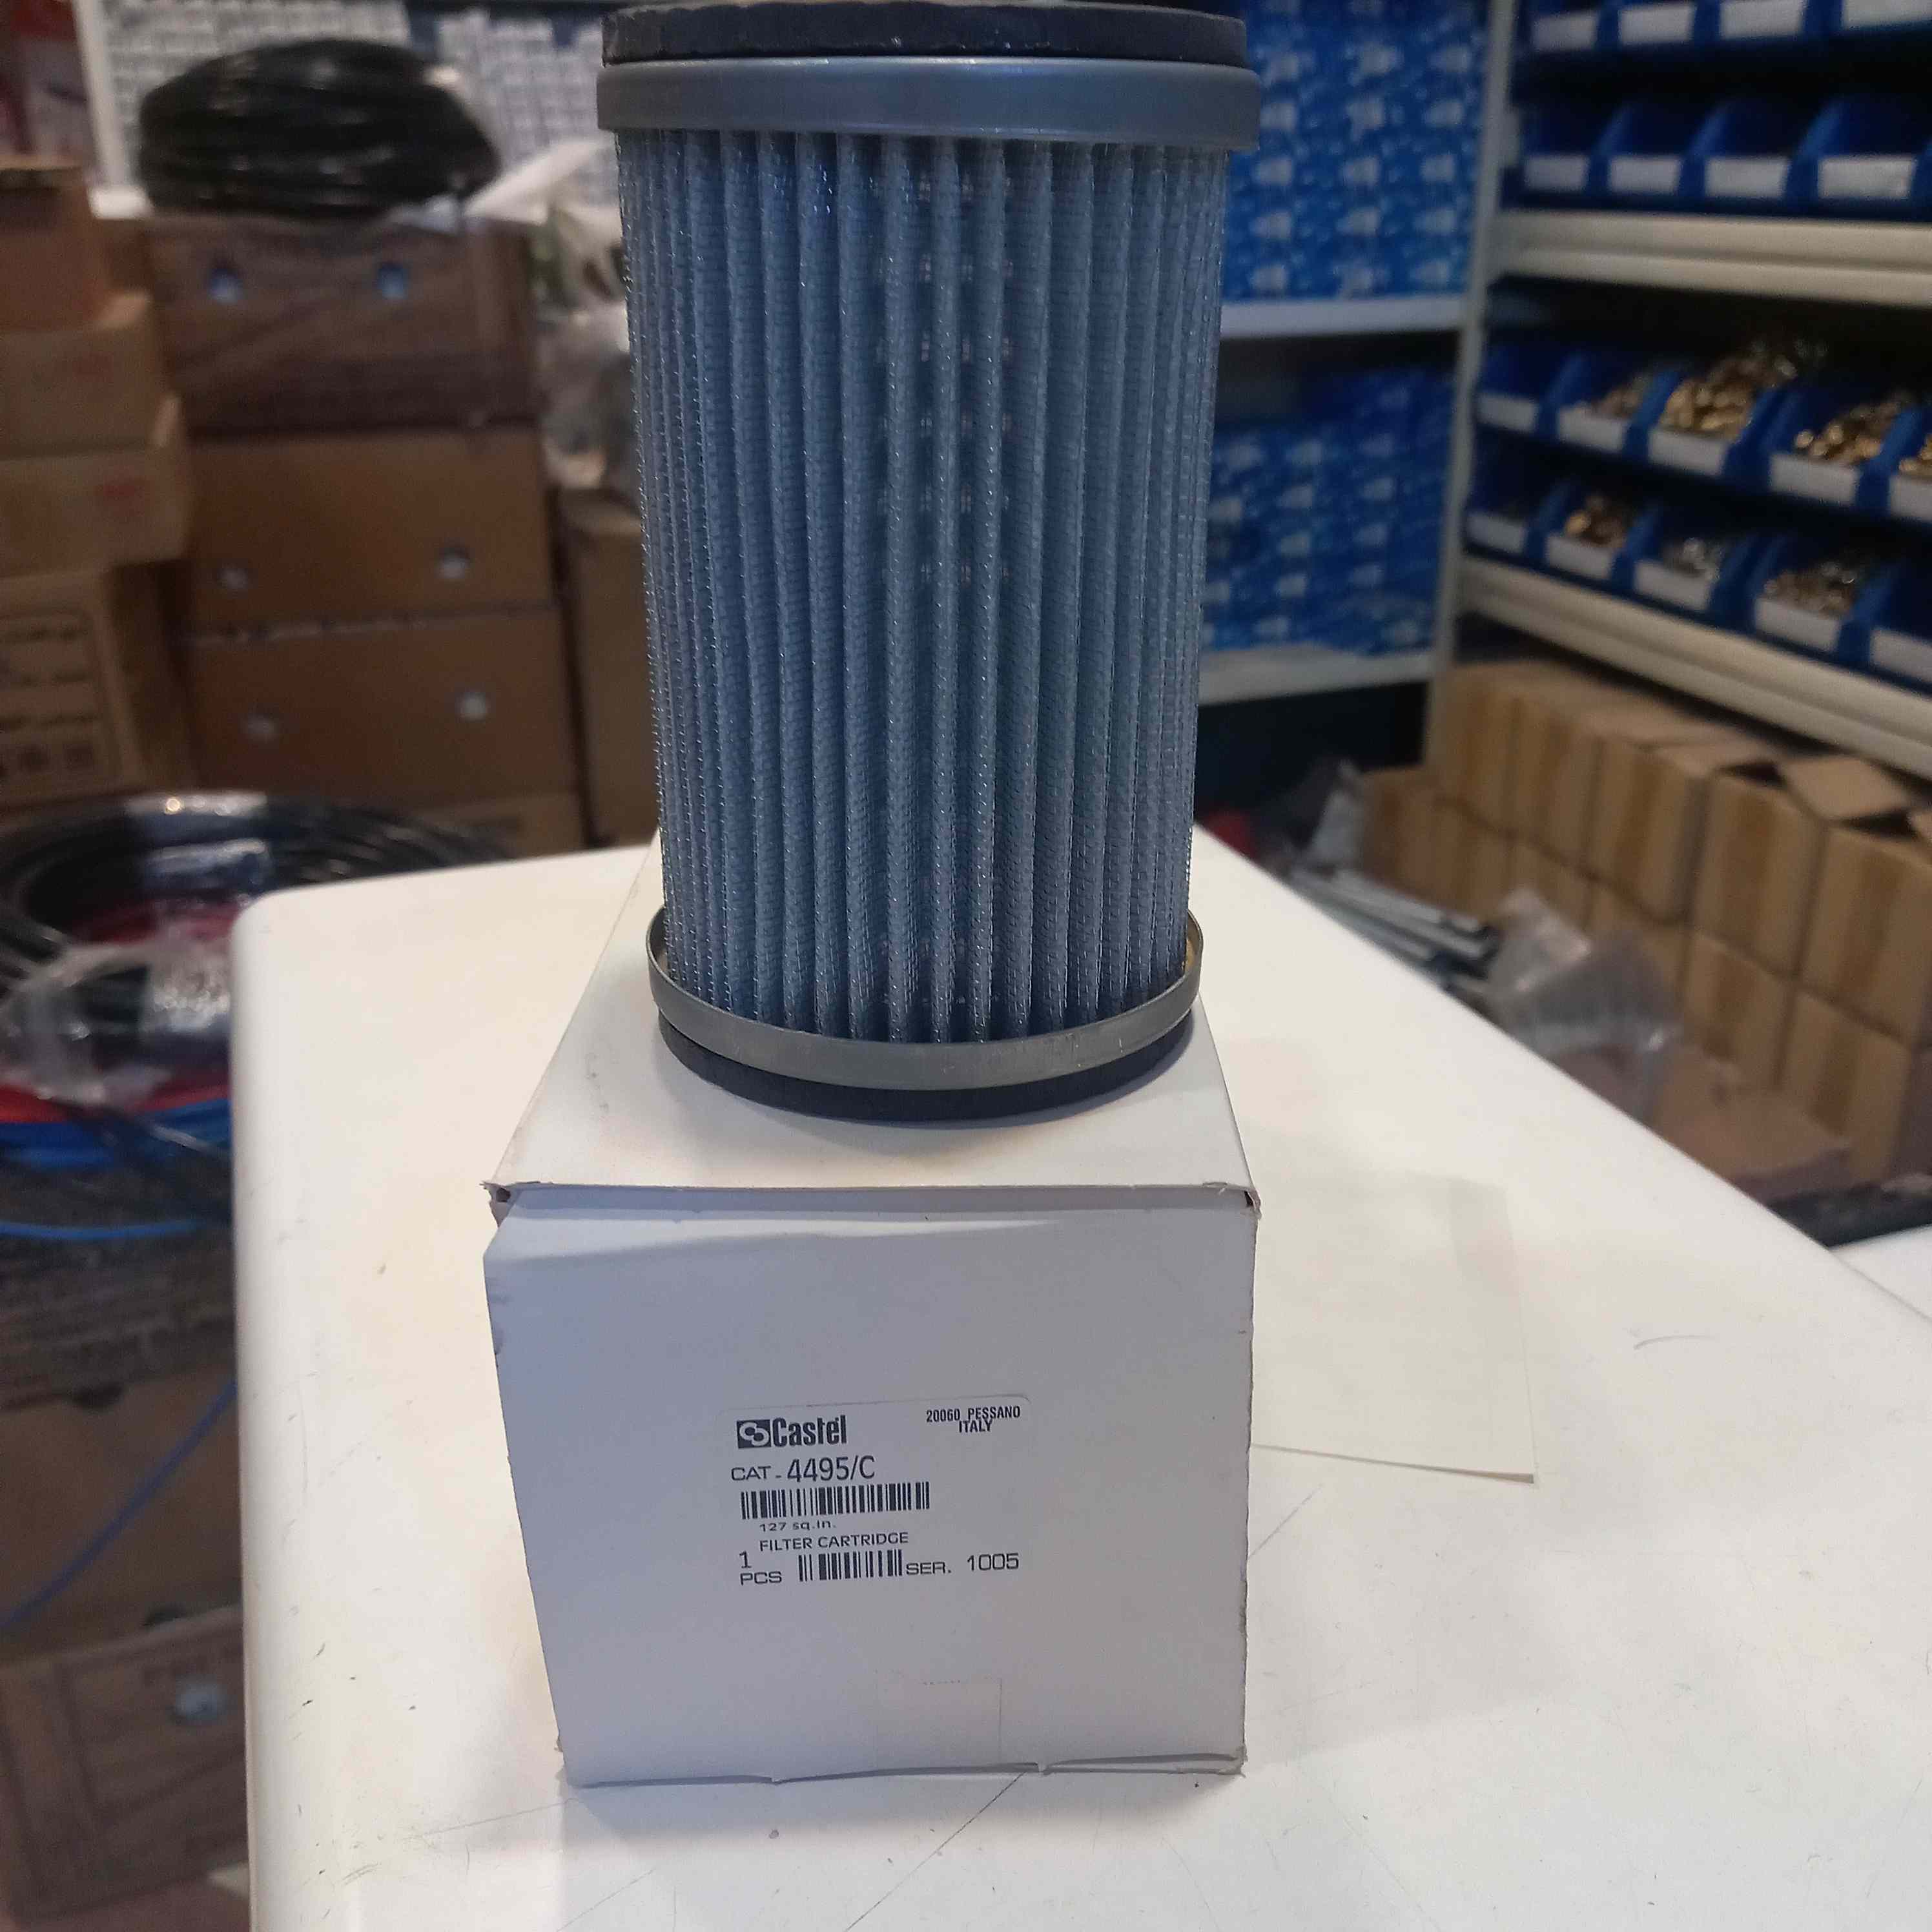 Castel
20060 PESSANO
ITALY
CAT - 4495/C
127 sq.in.
FILTER CARTRIDGE
1
PCS
SER. 1005